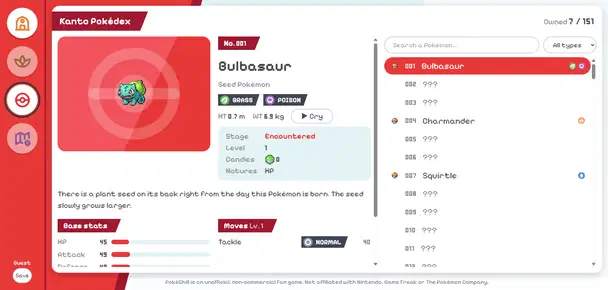 Kanto Pokédex
Owned 7 / 151
No. 001
Bulbasaur
Seed Pokémon
GRASS POISON
HT 0.7 m WT 6.9 kg Cry
Stage Encountered
Level 1
Candies 0
Natures HP
There is a plant seed on its back right from the day this Pokémon is born. The seed
slowly grows larger.
Base stats
HP 45
Attack 49
Defense
Moves Lv. 1
Tackle NORMAL 40
Search a Pokémon...
All types
001 Bulbasaur
002 ???
003 ???
004 Charmander
005 ???
006 ???
007 Squirtle
008 ???
009 ???
010 ???
011 ???
Guest
Save
PokéChill is an unofficial, non-commercial fan game. Not affiliated with Nintendo, Game Freak or The Pokémon Company.